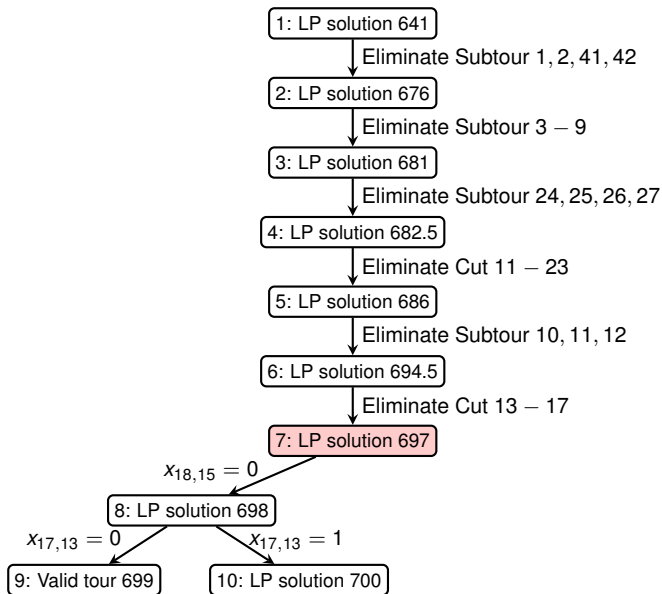 1: LP solution 641
Eliminate Subtour 1, 2, 41, 42
2: LP solution 676
Eliminate Subtour 3 − 9
3: LP solution 681
Eliminate Subtour 24, 25, 26, 27
4: LP solution 682.5
Eliminate Cut 11 − 23
5: LP solution 686
Eliminate Subtour 10, 11, 12
6: LP solution 694.5
Eliminate Cut 13 − 17
7: LP solution 697
x18,15 = 0
8: LP solution 698
x17,13 = 0
x17,13 = 1
9: Valid tour 699
10: LP solution 700